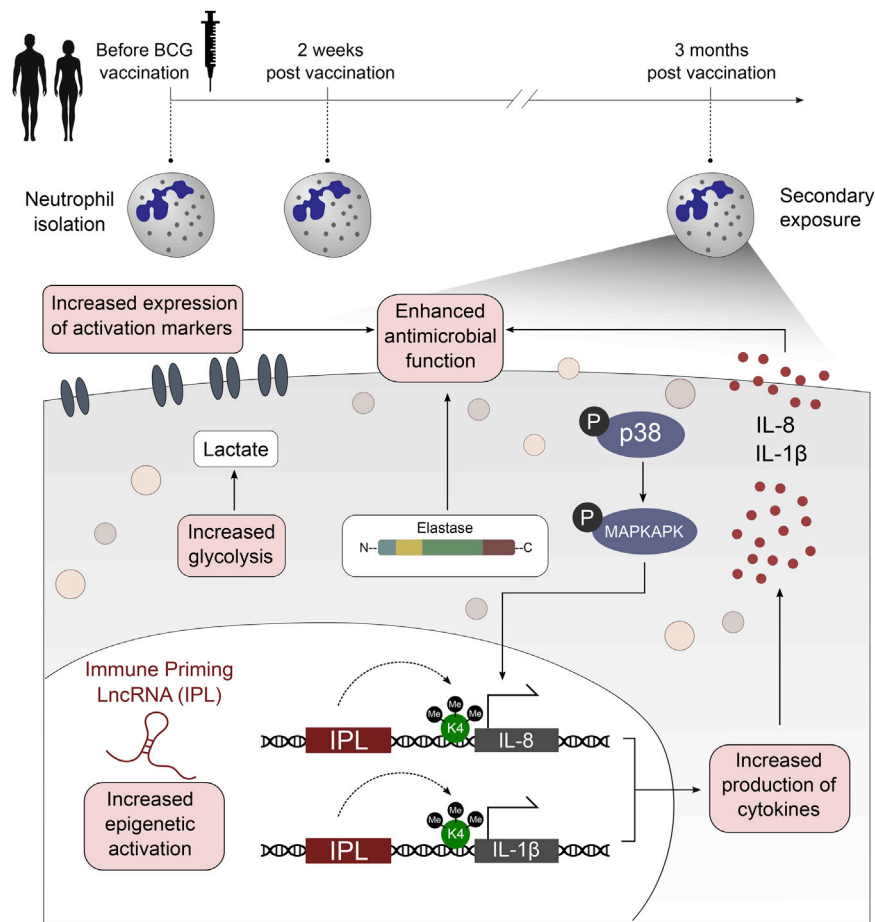 Before BCG
vaccination
2 weeks
post vaccination
3 months
post vaccination
Neutrophil
isolation
Secondary
exposure
Increased expression
of activation markers
Enhanced
antimicrobial
function
Lactate
Increased
glycolysis
Elastase
N--
--C
P
p38
P
MAPKAPK
IL-8
IL-1β
Immune Priming
LncRNA (IPL)
Increased
epigenetic
activation
IPL
Me
Me
Me
K4
IL-8
IPL
Me
Me
Me
K4
IL-1β
Increased
production of
cytokines